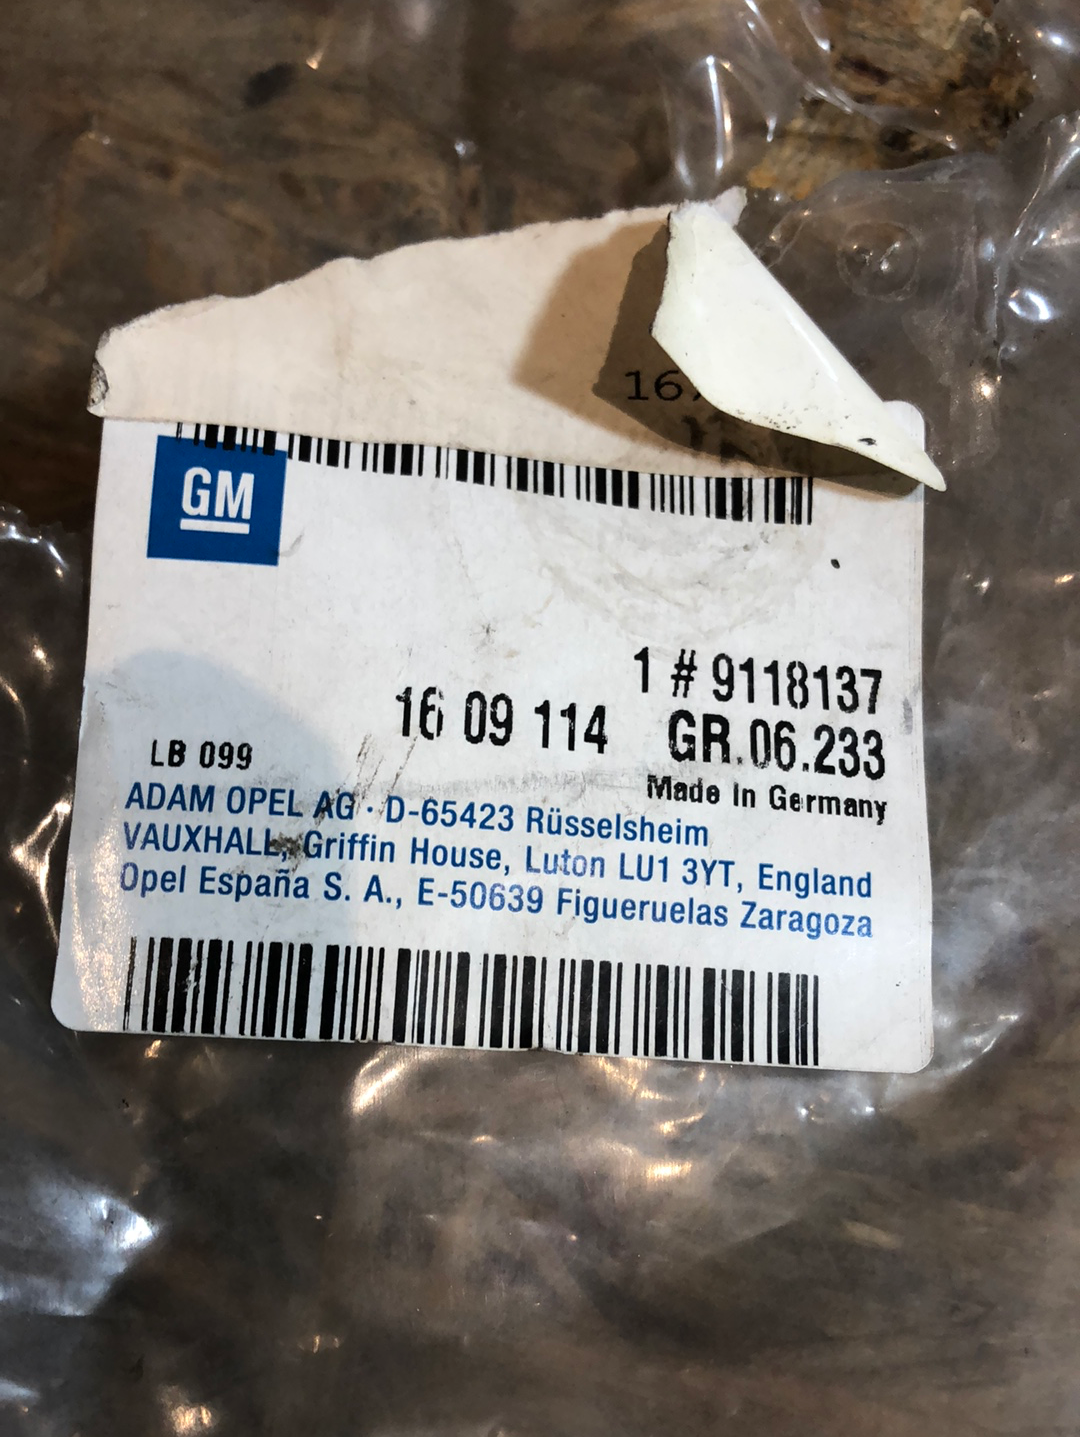 GM
1 # 9118137
16 09 114 GR.06.233
LB 099
Made in Germany
ADAM OPEL AG · D-65423 Rüsselsheim
VAUXHALL, Griffin House, Luton LU1 3YT, England
Opel España S. A., E-50639 Figueruelas Zaragoza